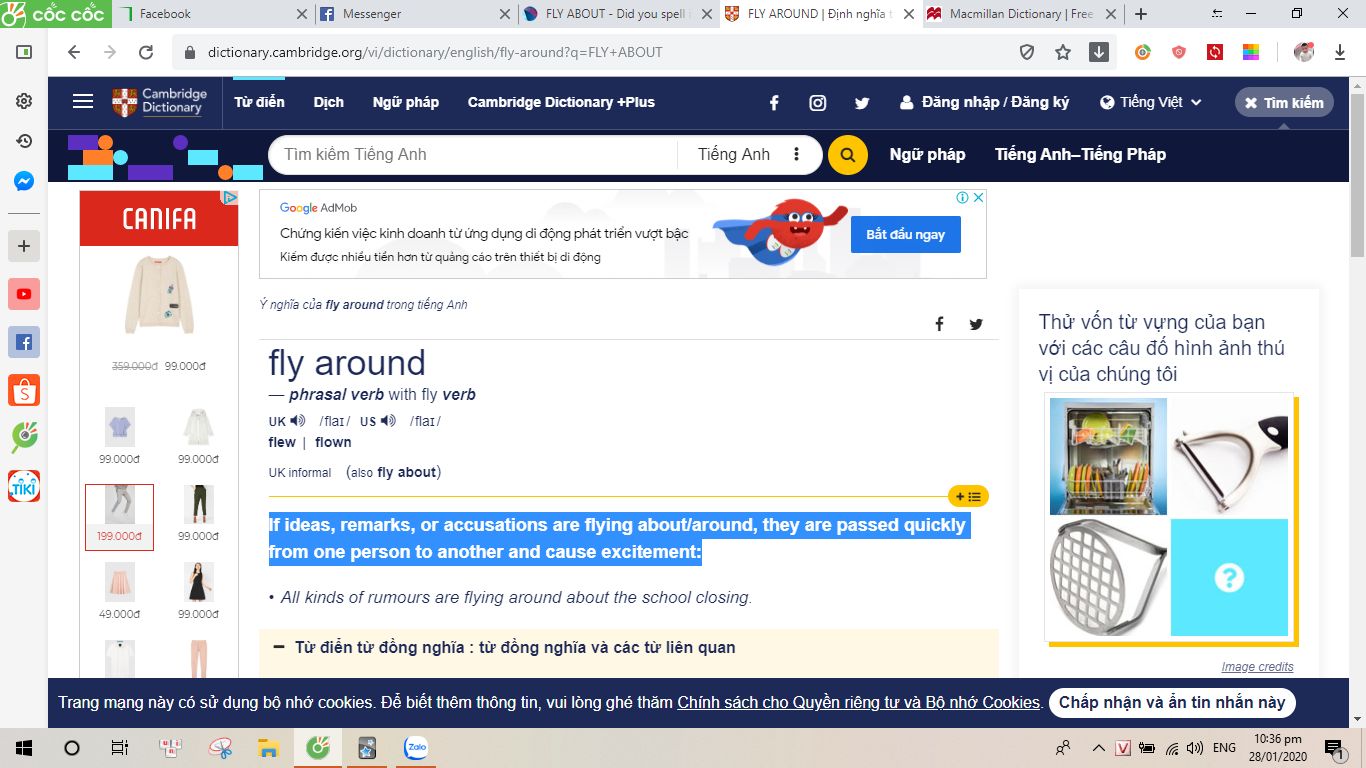 cốc cốc
Facebook
Messenger
FLY ABOUT - Did you spell i
FLY AROUND | Định nghĩa t
Macmillan Dictionary | Free
dictionary.cambridge.org/vi/dictionary/english/fly-around?q=FLY+ABOUT
Cambridge Dictionary
Từ điển
Dịch
Ngữ pháp
Cambridge Dictionary +Plus
Đăng nhập / Đăng ký
Tiếng Việt
Tìm kiếm
Tìm kiếm Tiếng Anh
Tiếng Anh
Ngữ pháp
Tiếng Anh–Tiếng Pháp
CANIFA
359.000đ 99.000đ
99.000đ 99.000đ
199.000đ 99.000đ
49.000đ 99.000đ
Google AdMob
Chứng kiến việc kinh doanh từ ứng dụng di động phát triển vượt bậc
Kiếm được nhiều tiền hơn từ quảng cáo trên thiết bị di động
Bắt đầu ngay
Ý nghĩa của fly around trong tiếng Anh
fly around
— phrasal verb with fly verb
UK /flaɪ/ US /flaɪ/
flew | flown
UK informal (also fly about)
If ideas, remarks, or accusations are flying about/around, they are passed quickly
from one person to another and cause excitement:
• All kinds of rumours are flying around about the school closing.
Từ điển từ đồng nghĩa : từ đồng nghĩa và các từ liên quan
Thử vốn từ vựng của bạn
với các câu đố hình ảnh thú
vị của chúng tôi
?
Image credits
Trang mạng này có sử dụng bộ nhớ cookies. Để biết thêm thông tin, vui lòng ghé thăm Chính sách cho Quyền riêng tư và Bộ nhớ Cookies.
Chấp nhận và ẩn tin nhắn này
TIKI
Zalo
V
ENG
10:36 pm
28/01/2020
1